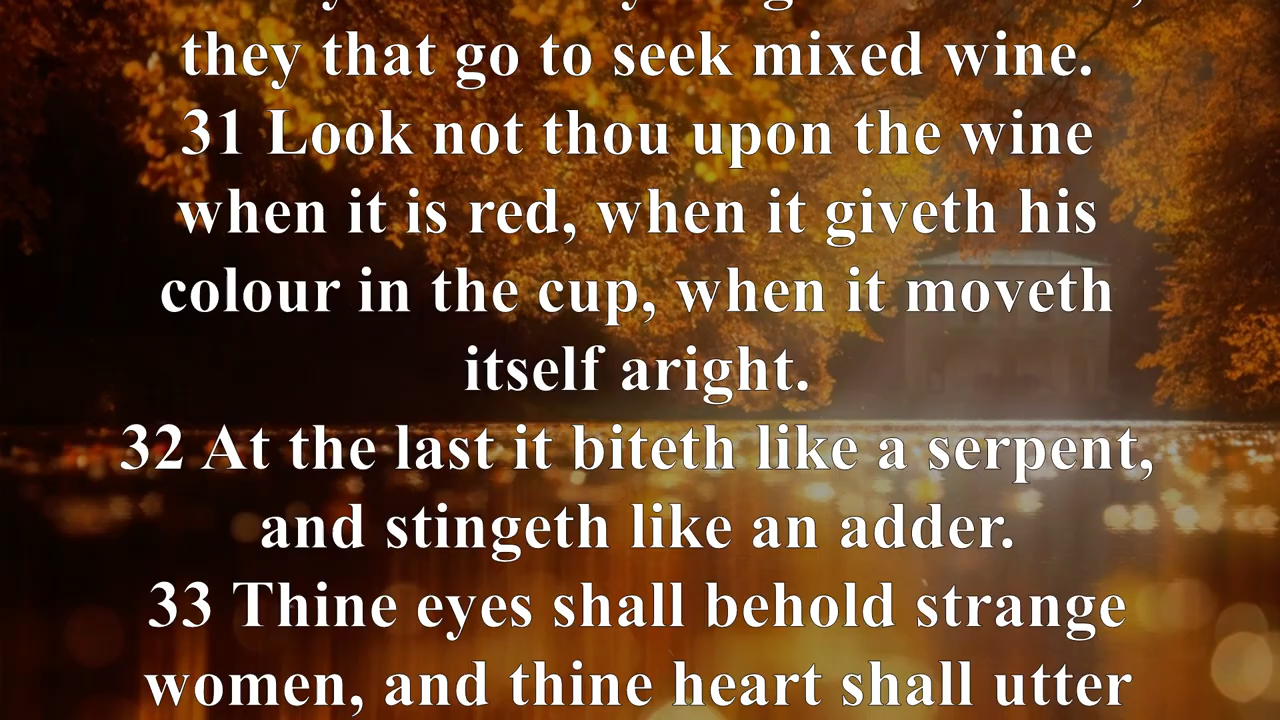 they that go to seek mixed wine.
31 Look not thou upon the wine
when it is red, when it giveth his
colour in the cup, when it moveth
itself aright.
32 At the last it biteth like a serpent,
and stingeth like an adder.
33 Thine eyes shall behold strange
women, and thine heart shall utter